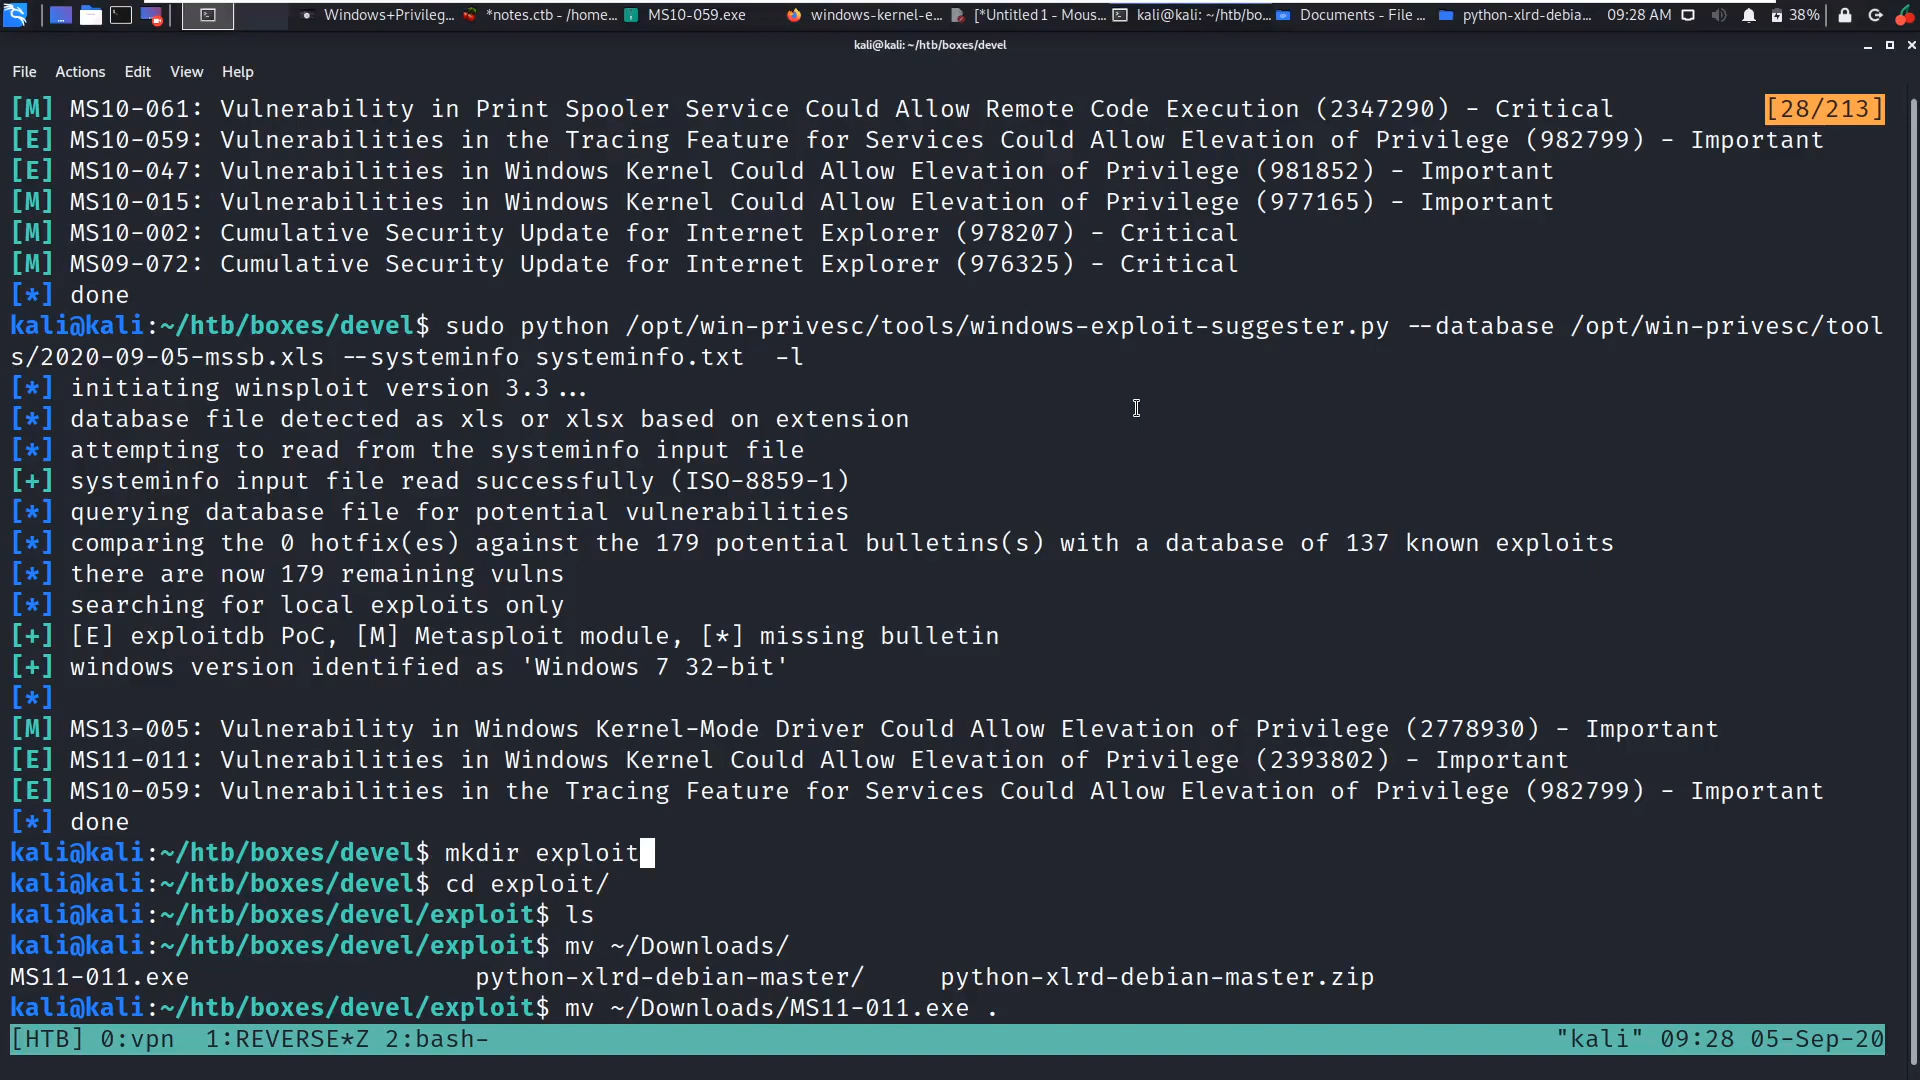 Windows+Privileg... *notes.ctb - /home... MS10-059.exe windows-kernel-e... [*Untitled1 - Mous... kali@kali: ~/htb/bo... Documents - File ... python-xlrd-debia... 09:28 AM 38%
kali@kali: ~/htb/boxes/devel
File Actions Edit View Help
[M] MS10-061: Vulnerability in Print Spooler Service Could Allow Remote Code Execution (2347290) - Critical [28/213]
[E] MS10-059: Vulnerabilities in the Tracing Feature for Services Could Allow Elevation of Privilege (982799) - Important
[E] MS10-047: Vulnerabilities in Windows Kernel Could Allow Elevation of Privilege (981852) - Important
[M] MS10-015: Vulnerabilities in Windows Kernel Could Allow Elevation of Privilege (977165) - Important
[M] MS10-002: Cumulative Security Update for Internet Explorer (978207) - Critical
[M] MS09-072: Cumulative Security Update for Internet Explorer (976325) - Critical
[*] done
kali@kali:~/htb/boxes/devel$ sudo python /opt/win-privesc/tools/windows-exploit-suggester.py --database /opt/win-privesc/tool
s/2020-09-05-mssb.xls --systeminfo systeminfo.txt  -l
[*] initiating winsploit version 3.3...
[*] database file detected as xls or xlsx based on extension
[*] attempting to read from the systeminfo input file
[+] systeminfo input file read successfully (ISO-8859-1)
[*] querying database file for potential vulnerabilities
[*] comparing the 0 hotfix(es) against the 179 potential bulletins(s) with a database of 137 known exploits
[*] there are now 179 remaining vulns
[*] searching for local exploits only
[+] [E] exploitdb PoC, [M] Metasploit module, [*] missing bulletin
[+] windows version identified as 'Windows 7 32-bit'
[*]
[M] MS13-005: Vulnerability in Windows Kernel-Mode Driver Could Allow Elevation of Privilege (2778930) - Important
[E] MS11-011: Vulnerabilities in Windows Kernel Could Allow Elevation of Privilege (2393802) - Important
[E] MS10-059: Vulnerabilities in the Tracing Feature for Services Could Allow Elevation of Privilege (982799) - Important
[*] done
kali@kali:~/htb/boxes/devel$ mkdir exploit
kali@kali:~/htb/boxes/devel$ cd exploit/
kali@kali:~/htb/boxes/devel/exploit$ ls
kali@kali:~/htb/boxes/devel/exploit$ mv ~/Downloads/
MS11-011.exe python-xlrd-debian-master/ python-xlrd-debian-master.zip
kali@kali:~/htb/boxes/devel/exploit$ mv ~/Downloads/MS11-011.exe .
[HTB] 0:vpn  1:REVERSE*Z 2:bash- "kali" 09:28 05-Sep-20